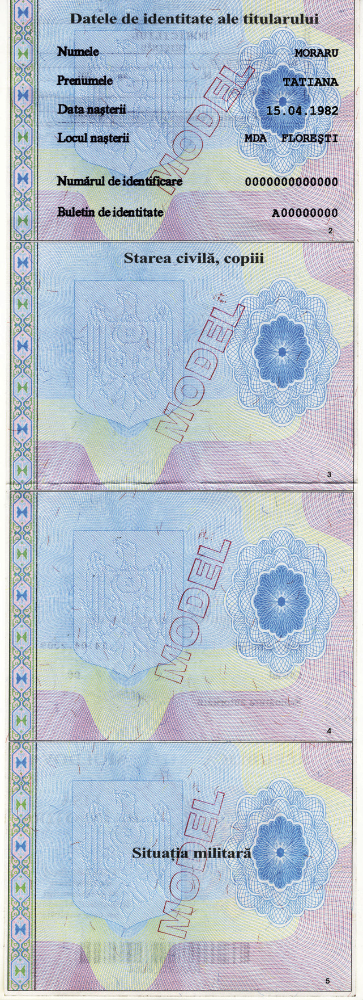 Datele de identitate ale titularului
Numele MORARU
Prenumele TATIANA
Data nașterii 15.04.1982
Locul nașterii MDA FLOREȘTI
Numărul de identificare 0000000000000
Buletin de identitate A00000000
MODEL
2
Starea civilă, copiii
MODEL
3
MODEL
4
Situația militară
MODEL
5